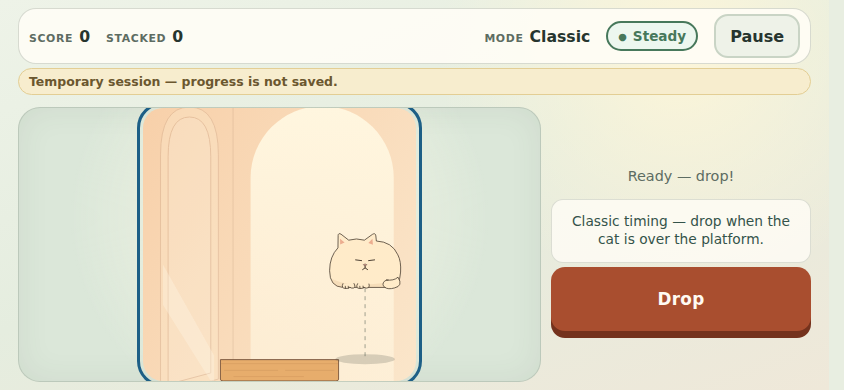 SCORE 0 STACKED 0 MODE Classic ● Steady Pause
Temporary session — progress is not saved.
Ready — drop!
Classic timing — drop when the
cat is over the platform.
Drop